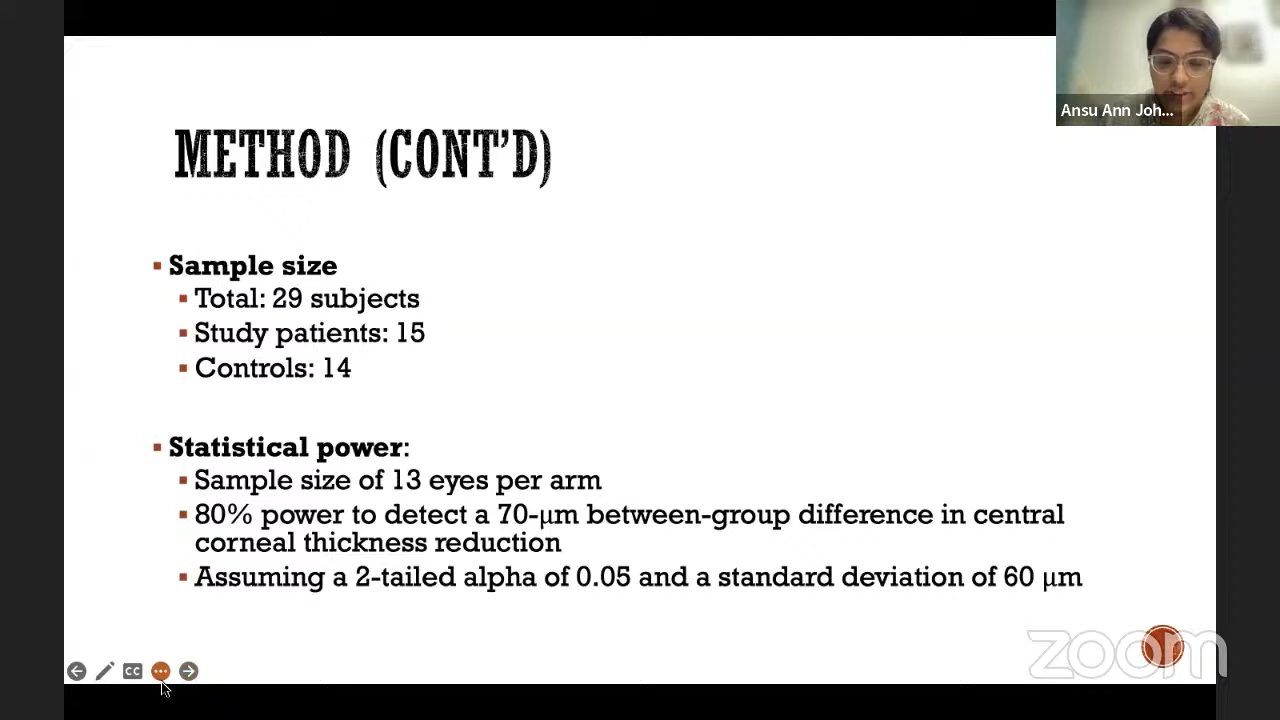 Ansu Ann Joh...
METHOD (CONT’D)
▪ Sample size
▪ Total: 29 subjects
▪ Study patients: 15
▪ Controls: 14
▪ Statistical power:
▪ Sample size of 13 eyes per arm
▪ 80% power to detect a 70-μm between-group difference in central
corneal thickness reduction
▪ Assuming a 2-tailed alpha of 0.05 and a standard deviation of 60 μm
CC
zoom